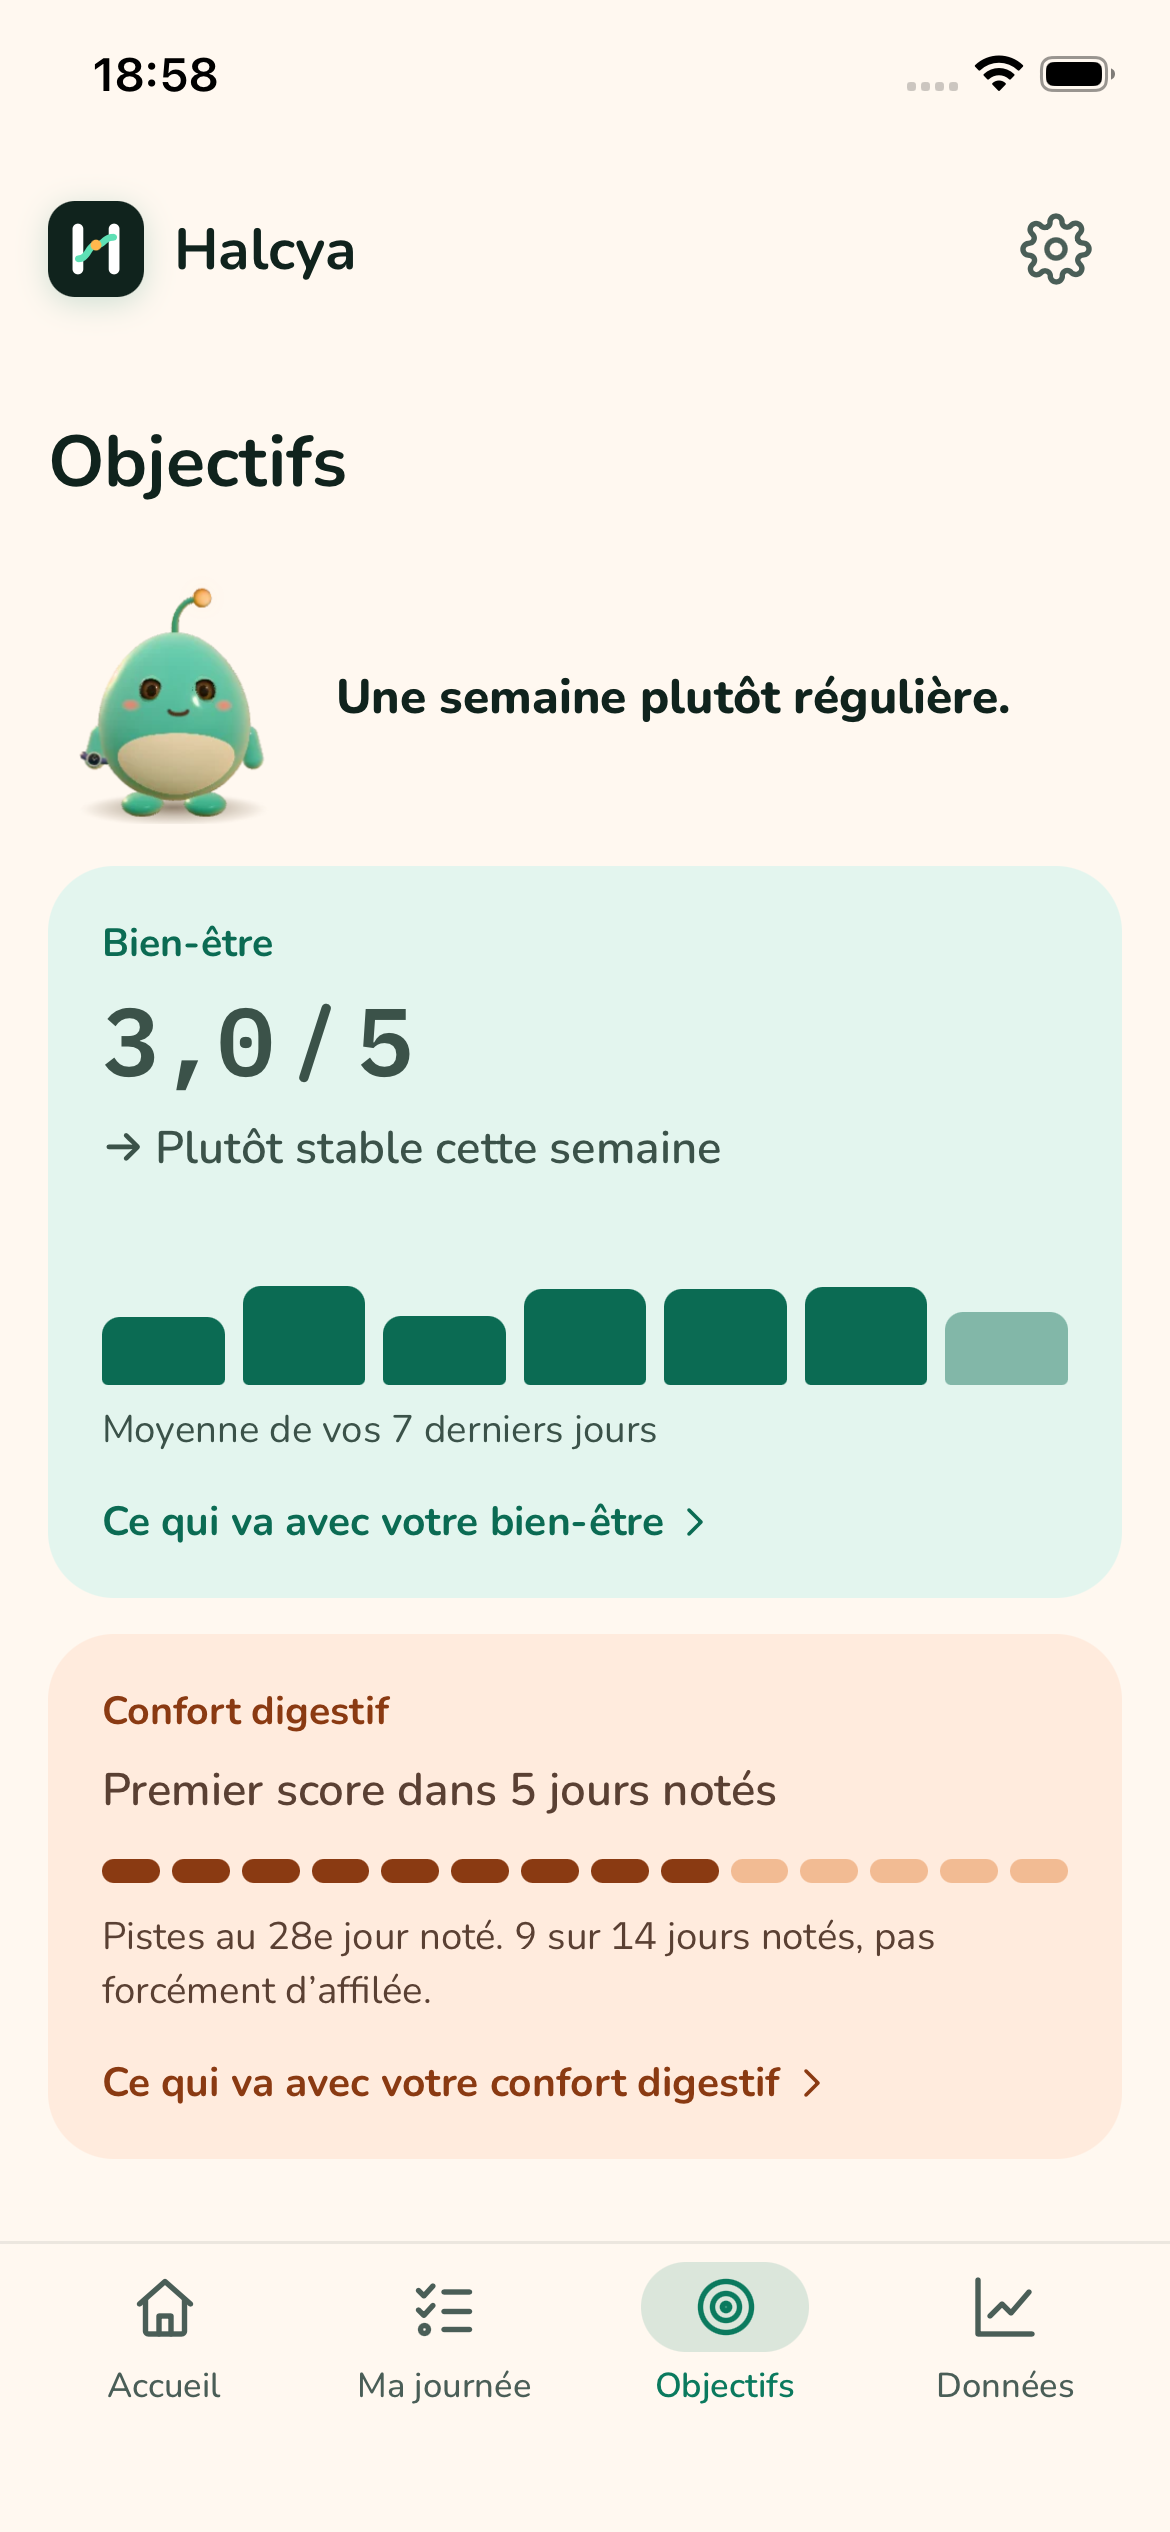 18:58
Halcya
Objectifs
Une semaine plutôt régulière.
Bien-être
3,0/5
→ Plutôt stable cette semaine
Moyenne de vos 7 derniers jours
Ce qui va avec votre bien-être
Confort digestif
Premier score dans 5 jours notés
Pistes au 28e jour noté. 9 sur 14 jours notés, pas
forcément d’affilée.
Ce qui va avec votre confort digestif
Accueil
Ma journée
Objectifs
Données